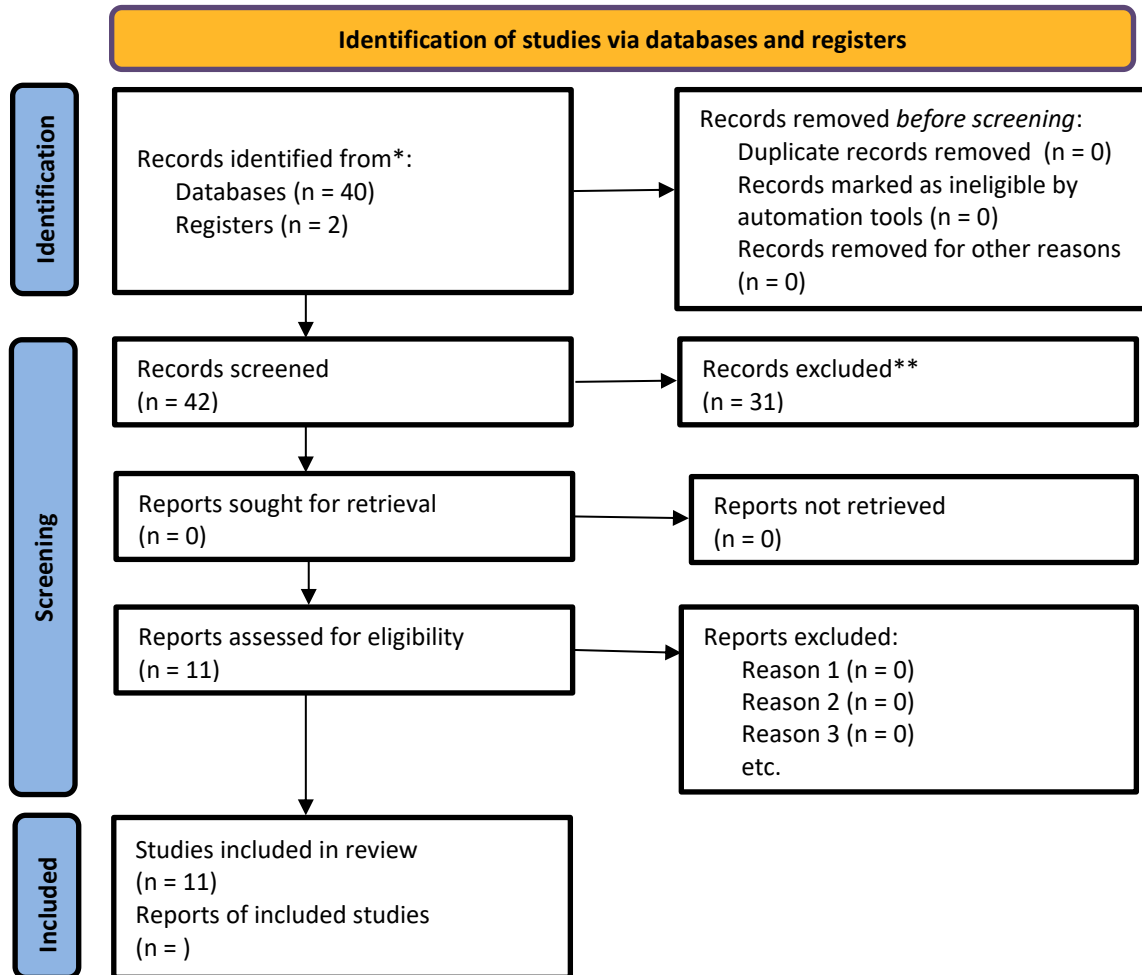 Identification of studies via databases and registers
Identification
Records identified from*:
Databases (n = 40)
Registers (n = 2)
Records removed before screening:
Duplicate records removed  (n = 0)
Records marked as ineligible by
automation tools (n = 0)
Records removed for other reasons
(n = 0)
Screening
Records screened
(n = 42)
Records excluded**
(n = 31)
Reports sought for retrieval
(n = 0)
Reports not retrieved
(n = 0)
Reports assessed for eligibility
(n = 11)
Reports excluded:
Reason 1 (n = 0)
Reason 2 (n = 0)
Reason 3 (n = 0)
etc.
Included
Studies included in review
(n = 11)
Reports of included studies
(n = )